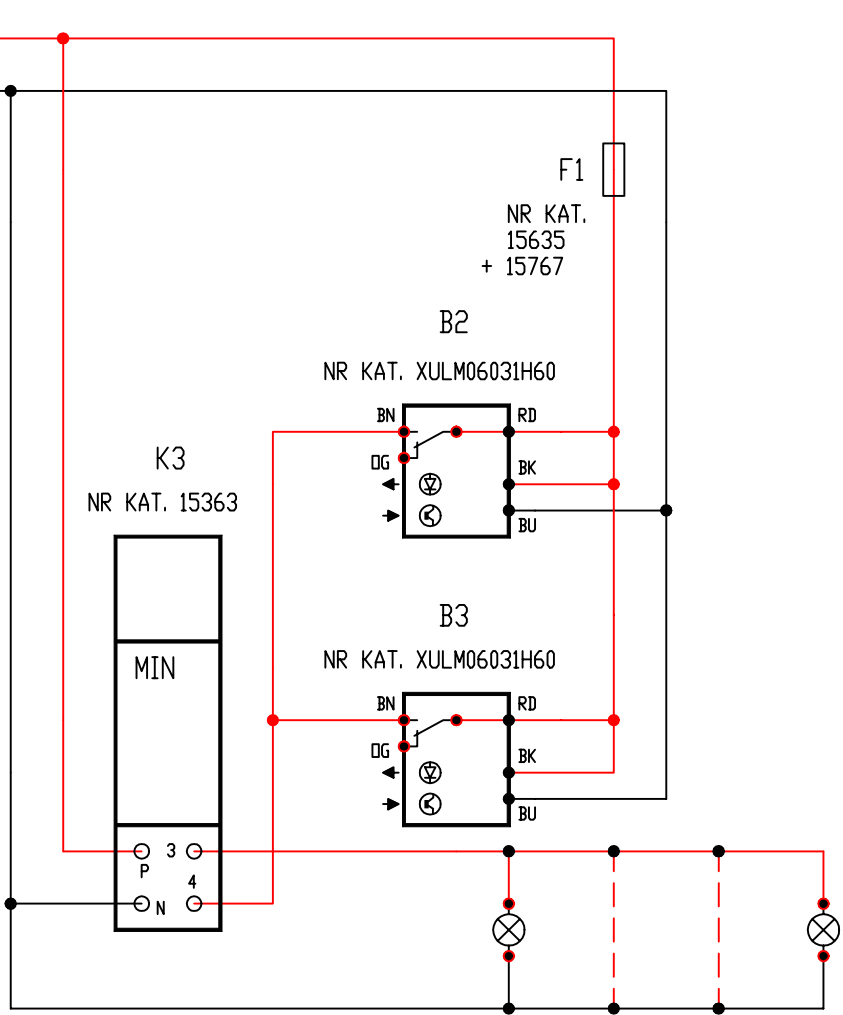 F1
NR KAT.
15635
+ 15767
B2
NR KAT. XULM06031H60
BN
RD
OG
BK
BU
K3
NR KAT. 15363
MIN
B3
NR KAT. XULM06031H60
BN
RD
OG
BK
BU
3
P
4
N